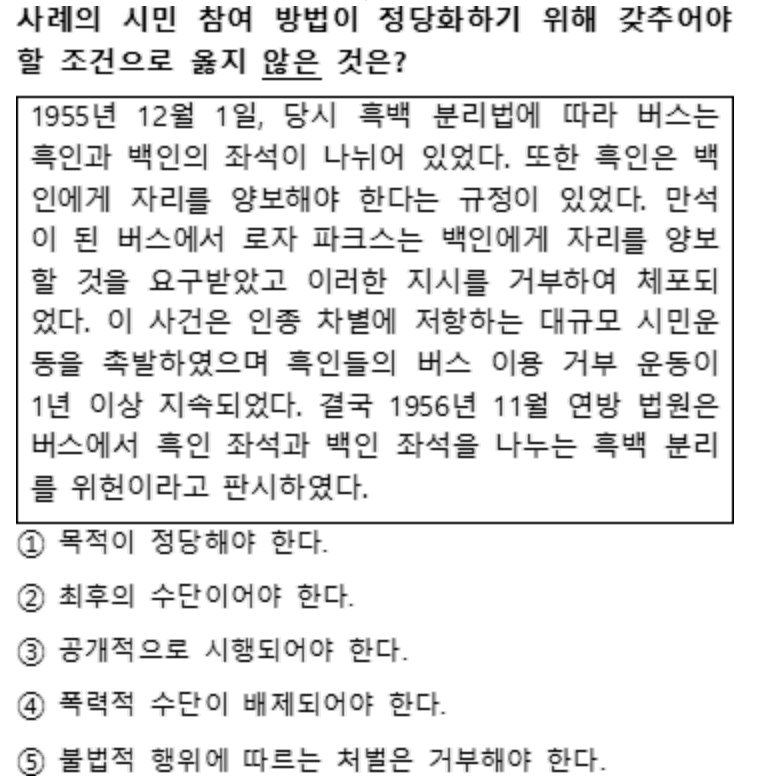 사례의 시민 참여 방법이 정당화하기 위해 갖추어야
할 조건으로 옳지 않은 것은?
1955년 12월 1일, 당시 흑백 분리법에 따라 버스는
흑인과 백인의 좌석이 나뉘어 있었다. 또한 흑인은 백
인에게 자리를 양보해야 한다는 규정이 있었다. 만석
이 된 버스에서 로자 파크스는 백인에게 자리를 양보
할 것을 요구받았고 이러한 지시를 거부하여 체포되
었다. 이 사건은 인종 차별에 저항하는 대규모 시민운
동을 촉발하였으며 흑인들의 버스 이용 거부 운동이
1년 이상 지속되었다. 결국 1956년 11월 연방 법원은
버스에서 흑인 좌석과 백인 좌석을 나누는 흑백 분리
를 위헌이라고 판시하였다.
① 목적이 정당해야 한다.
② 최후의 수단이어야 한다.
③ 공개적으로 시행되어야 한다.
④ 폭력적 수단이 배제되어야 한다.
⑤ 불법적 행위에 따르는 처벌은 거부해야 한다.